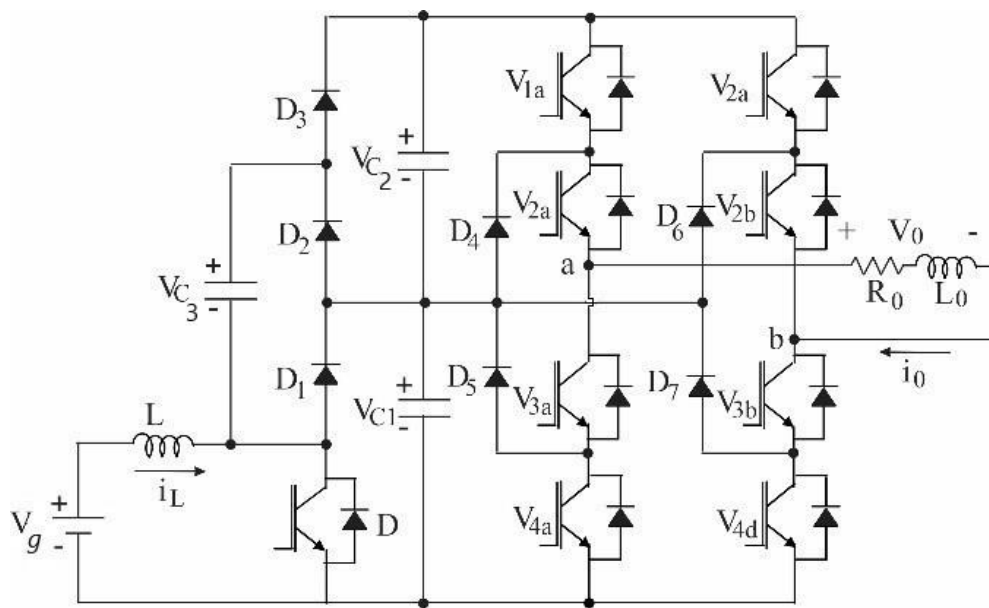 V1a
V2a
D3
VC2
+
-
V2a
V2b
D4
D6
D2
+
V0
-
a
R0
L0
VC3
+
-
b
i0
D1
D5
D7
V3a
V3b
VC1
+
-
L
iL
Vg
+
-
D
V4a
V4d